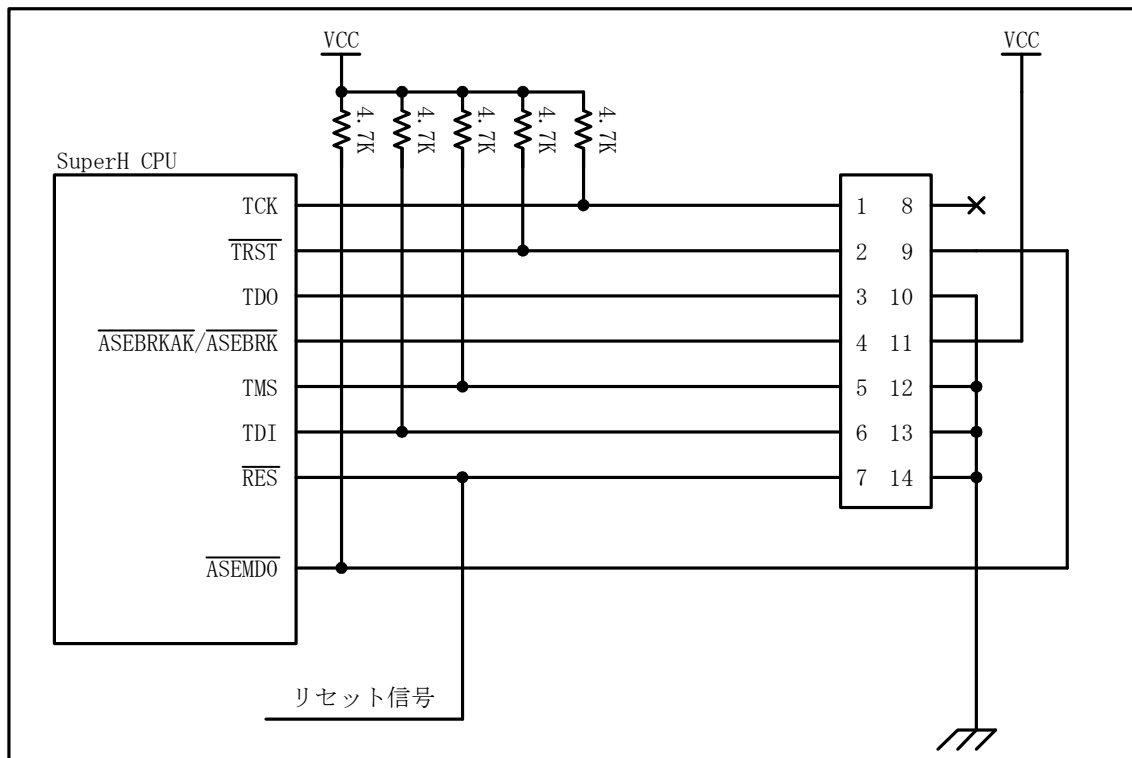 VCC
VCC
4.7K
4.7K
4.7K
4.7K
4.7K
SuperH CPU
TCK
1
8
TRST
2
9
TDO
3
10
ASEBRKAK/ASEBRK
4
11
TMS
5
12
TDI
6
13
RES
7
14
ASEMD0
リセット信号